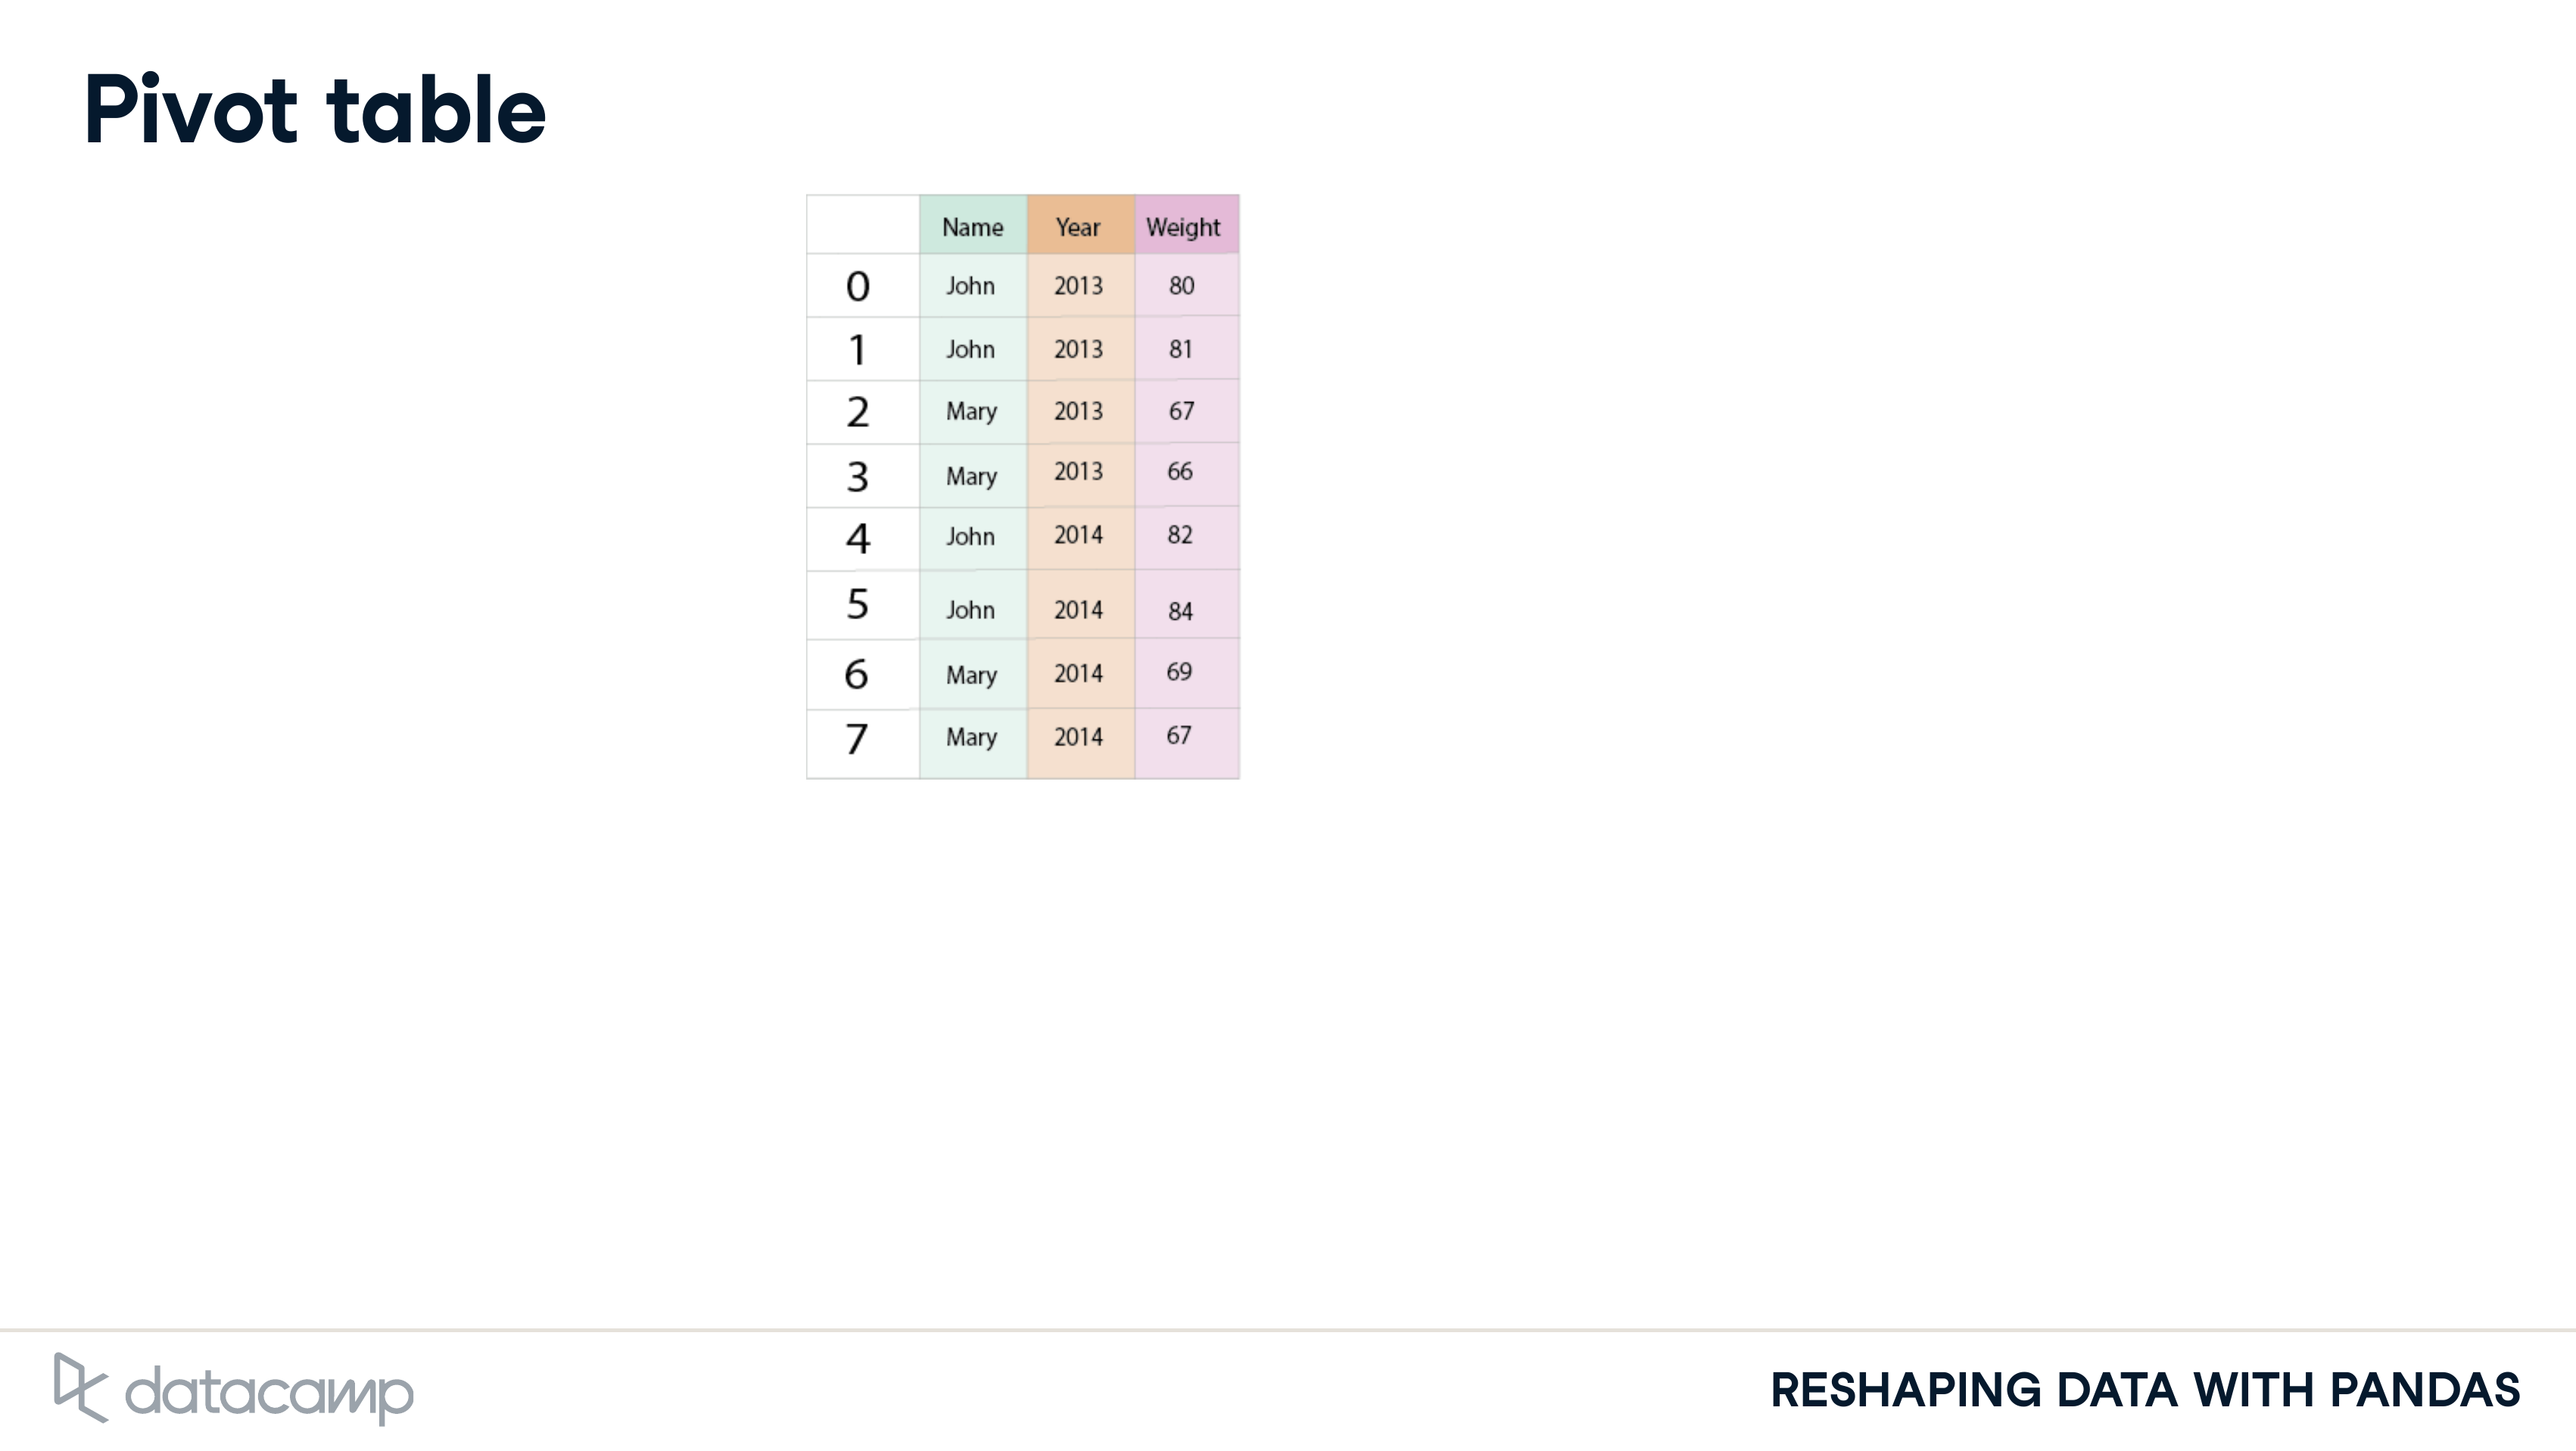 Pivot table
Name Year Weight
0 John 2013 80
1 John 2013 81
2 Mary 2013 67
3 Mary 2013 66
4 John 2014 82
5 John 2014 84
6 Mary 2014 69
7 Mary 2014 67
datacamp
RESHAPING DATA WITH PANDAS